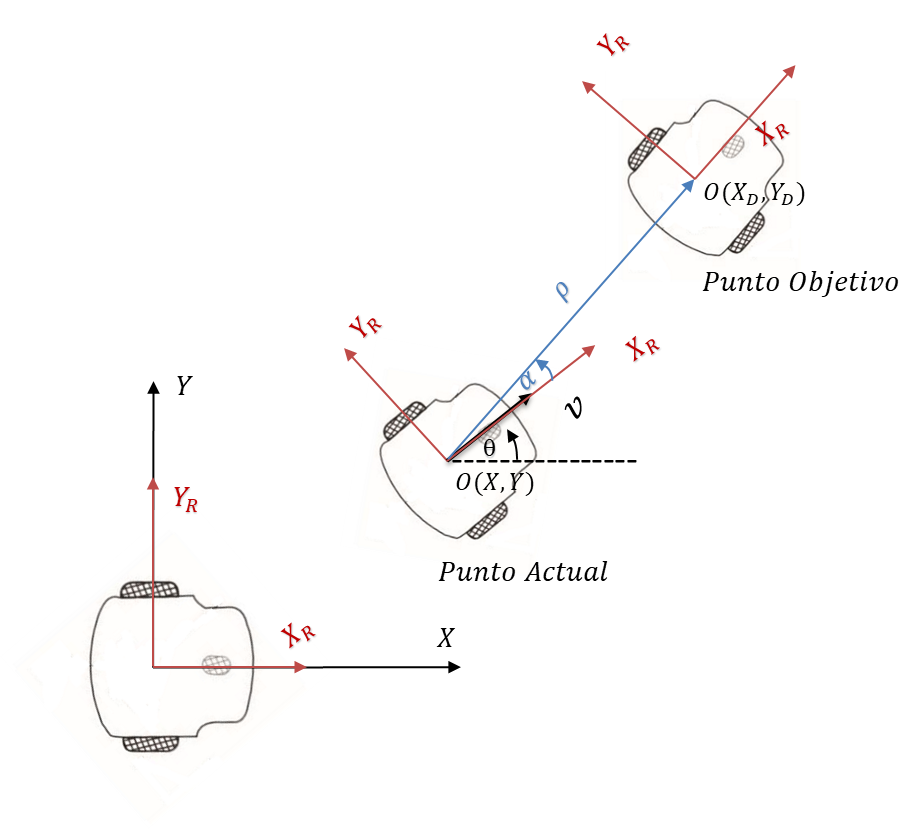 Y_R
X_R
O(X_D,Y_D)
Punto Objetivo
ρ
Y_R
X_R
α
v
Y
θ
O(X,Y)
Y_R
Punto Actual
X_R
X